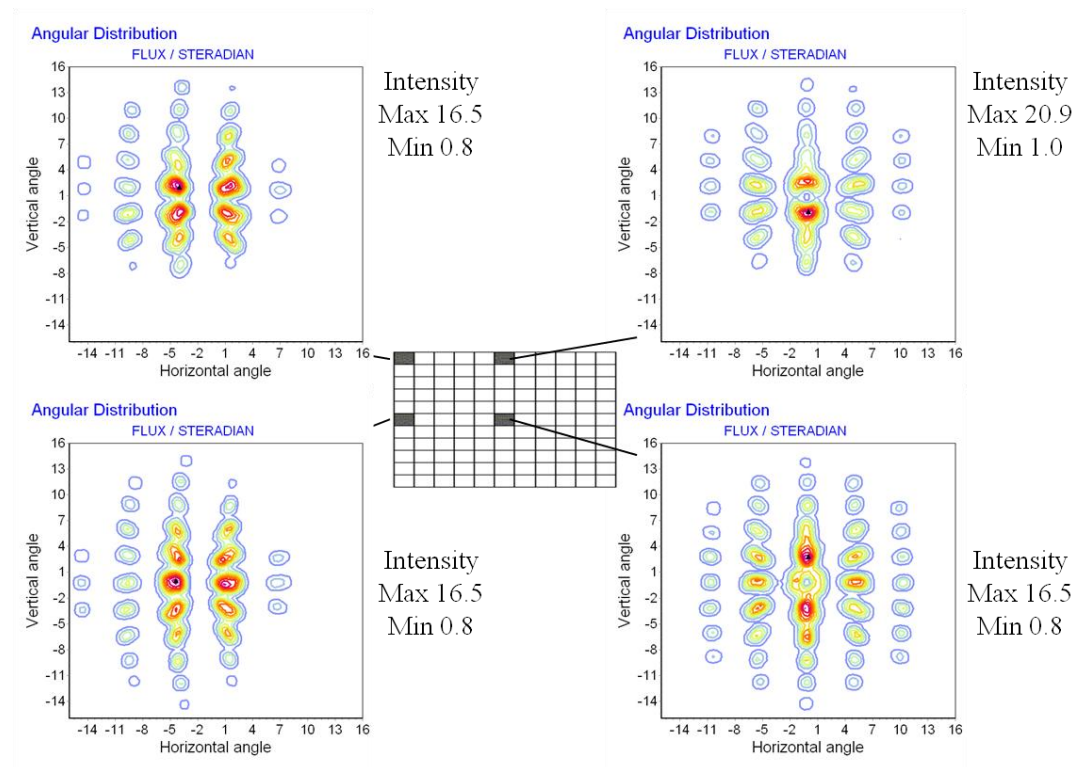 Angular Distribution
FLUX / STERADIAN
16
13
10
7
4
1
-2
-5
-8
-11
-14
Vertical angle
-14 -11 -8 -5 -2 1 4 7 10 13 16
Horizontal angle
Intensity
Max 16.5
Min 0.8
Angular Distribution
FLUX / STERADIAN
16
13
10
7
4
1
-2
-5
-8
-11
-14
Vertical angle
-14 -11 -8 -5 -2 1 4 7 10 13 16
Horizontal angle
Intensity
Max 20.9
Min 1.0
Angular Distribution
FLUX / STERADIAN
16
13
10
7
4
1
-2
-5
-8
-11
-14
Vertical angle
-14 -11 -8 -5 -2 1 4 7 10 13 16
Horizontal angle
Intensity
Max 16.5
Min 0.8
Angular Distribution
FLUX / STERADIAN
16
13
10
7
4
1
-2
-5
-8
-11
-14
Vertical angle
-14 -11 -8 -5 -2 1 4 7 10 13 16
Horizontal angle
Intensity
Max 16.5
Min 0.8